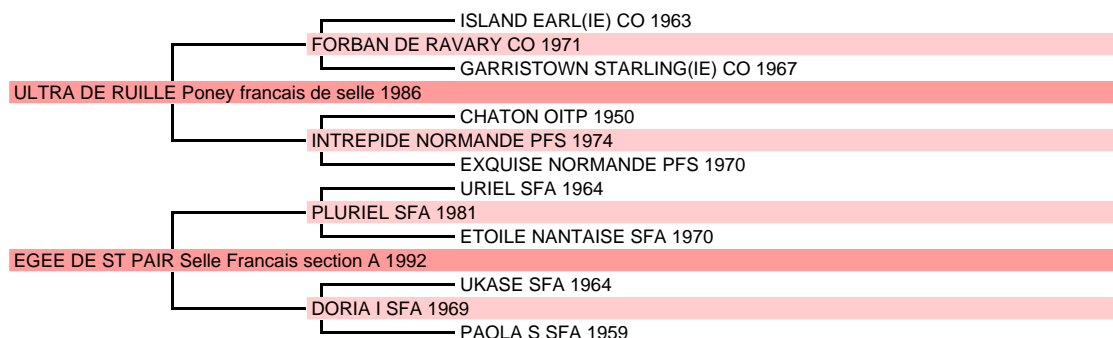 ISLAND EARL(IE) CO 1963
FORBAN DE RAVARY CO 1971
GARRISTOWN STARLING(IE) CO 1967
ULTRA DE RUILLE Poney francais de selle 1986
CHATON OITP 1950
INTREPIDE NORMANDE PFS 1974
EXQUISE NORMANDE PFS 1970
URIEL SFA 1964
PLURIEL SFA 1981
ETOILE NANTAISE SFA 1970
EGEE DE ST PAIR Selle Francais section A 1992
UKASE SFA 1964
DORIA I SFA 1969
PAOLA S SFA 1959